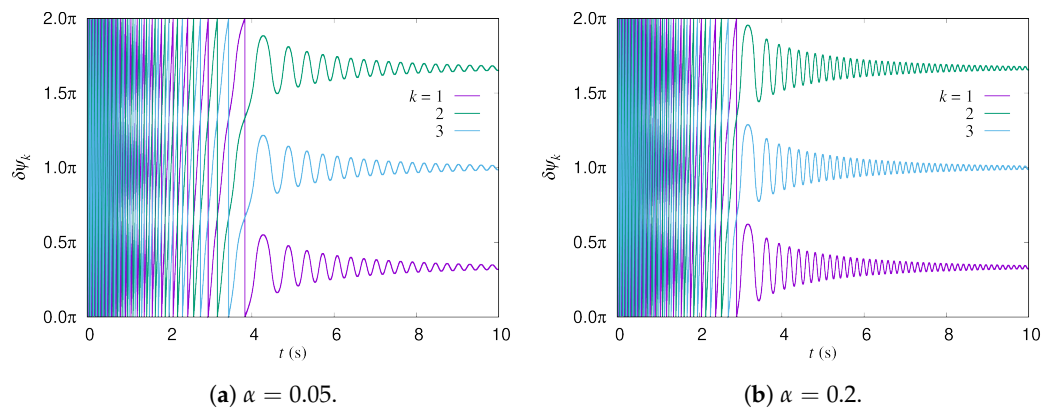 2.0π
1.5π
1.0π
0.5π
0.0π
δψk
k = 1
2
3
0 2 4 6 8 10
t (s)
(a) α = 0.05.
2.0π
1.5π
1.0π
0.5π
0.0π
δψk
k = 1
2
3
0 2 4 6 8 10
t (s)
(b) α = 0.2.